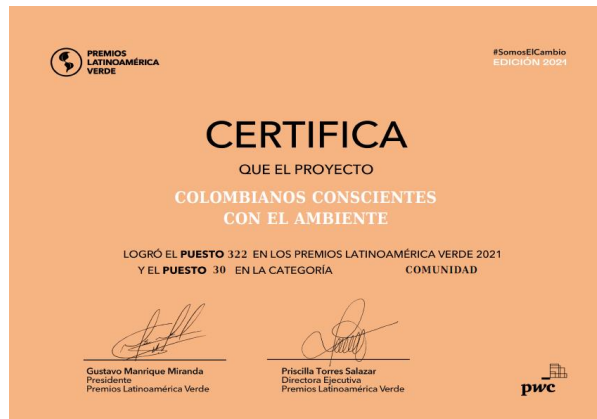 PREMIOS
LATINOAMÉRICA
VERDE
#SomosElCambio
EDICIÓN 2021
CERTIFICA
QUE EL PROYECTO
COLOMBIANOS CONSCIENTES
CON EL AMBIENTE
LOGRÓ EL PUESTO 322 EN LOS PREMIOS LATINOAMÉRICA VERDE 2021
Y EL PUESTO 30 EN LA CATEGORÍA COMUNIDAD
Gustavo Manrique Miranda
Presidente
Premios Latinoamérica Verde
Priscilla Torres Salazar
Directora Ejecutiva
Premios Latinoamérica Verde
pwc